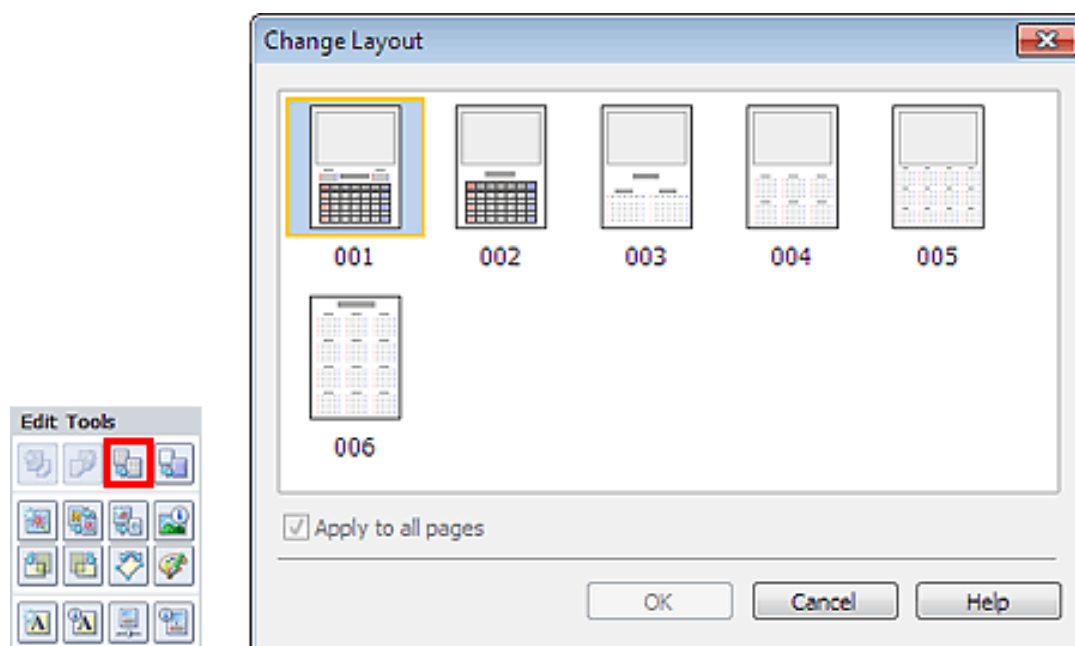 Change Layout
001 002 003 004 005
006
Apply to all pages
OK Cancel Help
Edit Tools